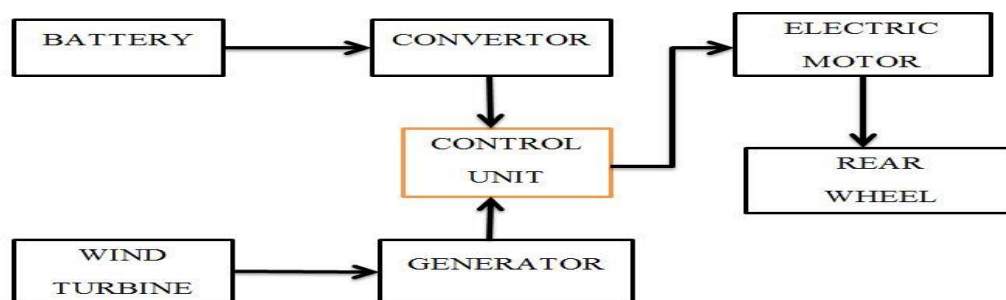 BATTERY
CONVERTOR
ELECTRIC
MOTOR
CONTROL
UNIT
REAR
WHEEL
WIND
TURBINE
GENERATOR